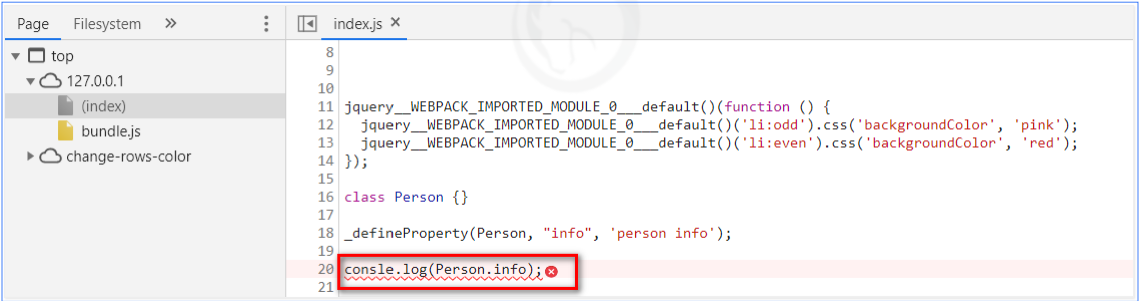 Page Filesystem »
index.js ×
top
127.0.0.1
(index)
bundle.js
change-rows-color
8
9
10
11 jquery__WEBPACK_IMPORTED_MODULE_0___default()(function () {
12   jquery__WEBPACK_IMPORTED_MODULE_0___default()('li:odd').css('backgroundColor', 'pink');
13   jquery__WEBPACK_IMPORTED_MODULE_0___default()('li:even').css('backgroundColor', 'red');
14 });
15
16 class Person {}
17
18 _defineProperty(Person, "info", 'person info');
19
20 consle.log(Person.info);
21